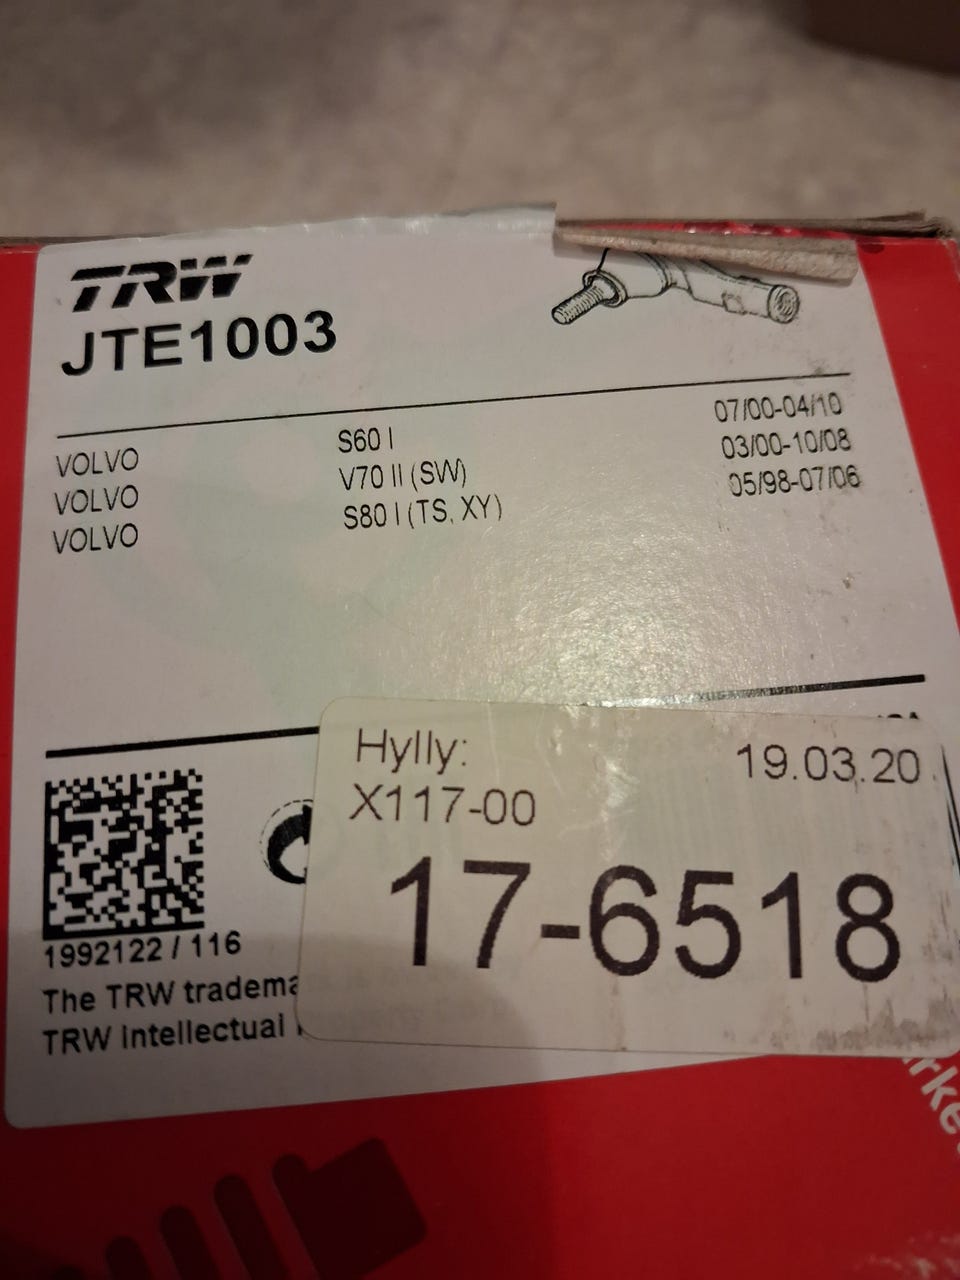 TRW
JTE1003
VOLVO S60 I 07/00-04/10
VOLVO V70 II (SW) 03/00-10/08
VOLVO S80 I (TS, XY) 05/98-07/06
Hylly: 19.03.20
X117-00
17-6518
1992122 / 116
The TRW tradema
TRW Intellectual